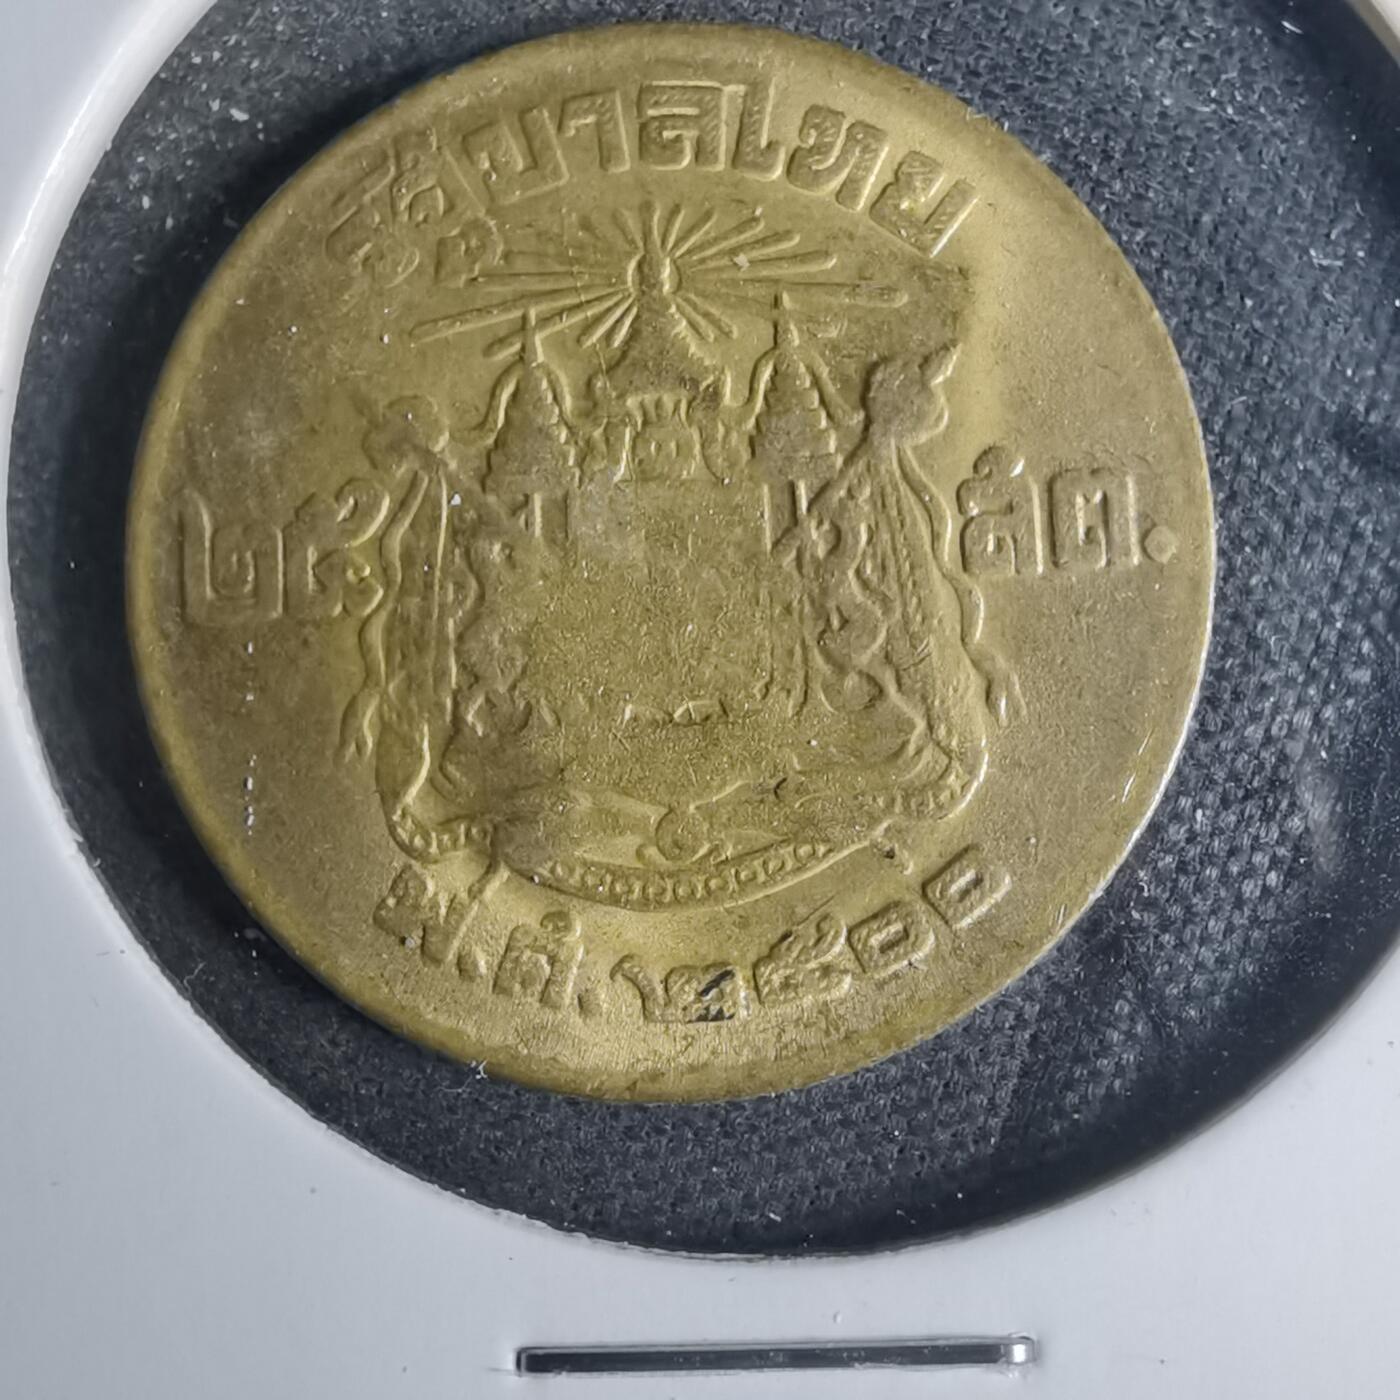 รัฐบาลไทย
๒๕ สต.
พ.ศ. ๒๕๐๐